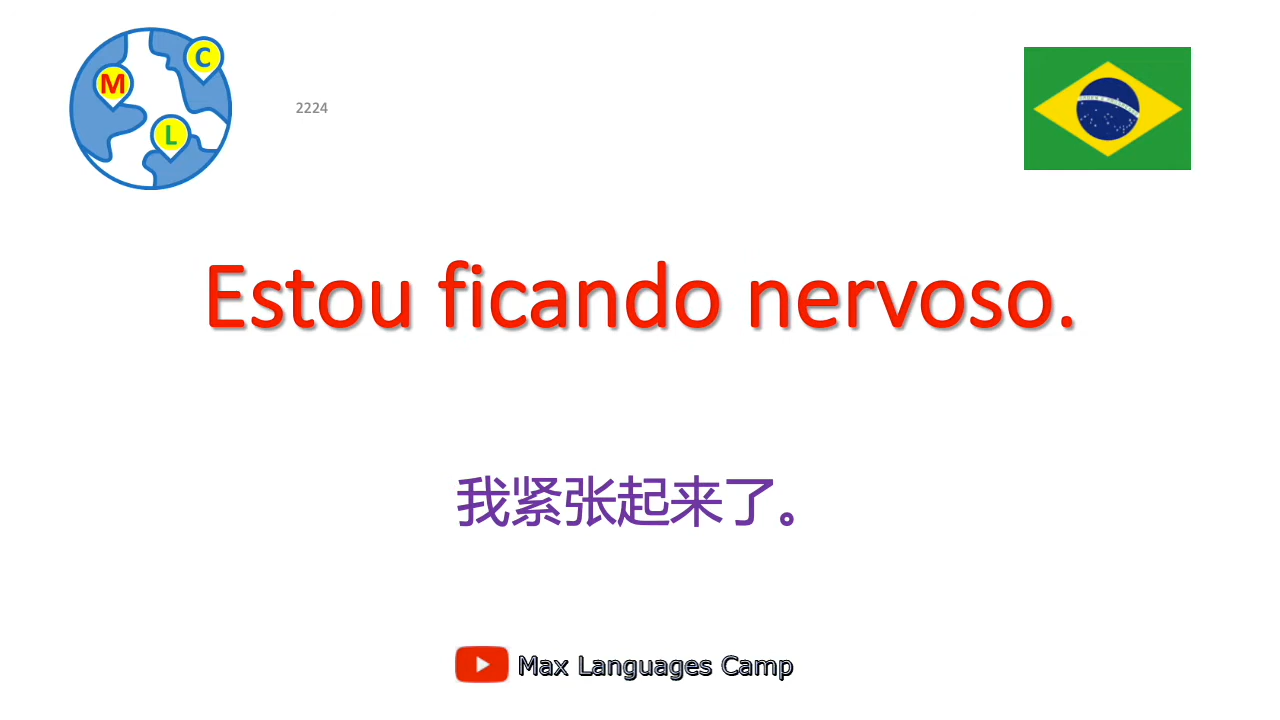 M
C
L
2224
Estou ficando nervoso.
我紧张起来了。
Max Languages Camp